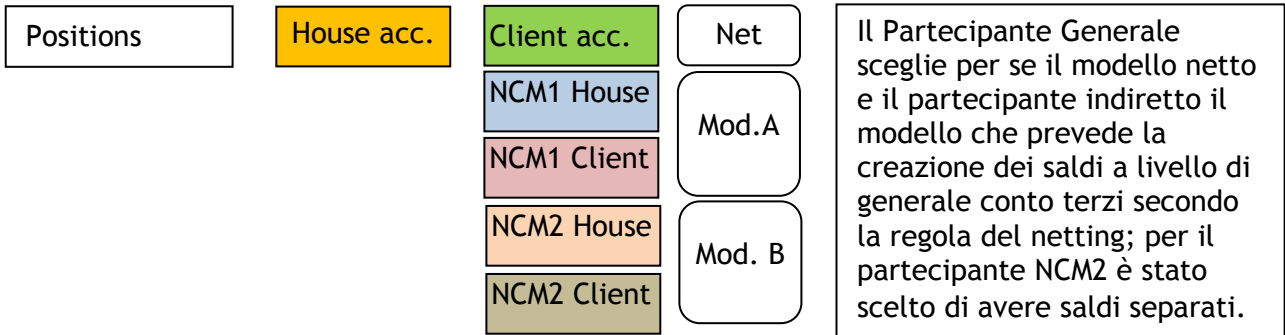 Positions
House acc.
Client acc.
NCM1 House
NCM1 Client
NCM2 House
NCM2 Client
Net
Mod.A
Mod. B
Il Partecipante Generale
sceglie per se il modello netto
e il partecipante indiretto il
modello che prevede la
creazione dei saldi a livello di
generale conto terzi secondo
la regola del netting; per il
partecipante NCM2 è stato
scelto di avere saldi separati.